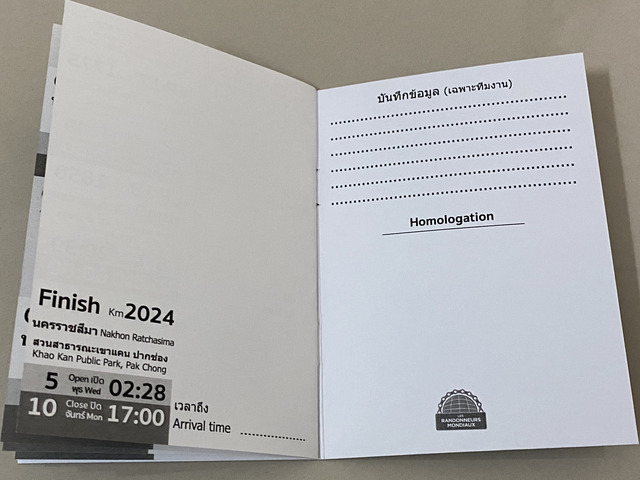 Finish Km 2024
นครราชสีมา Nakhon Ratchasima
สวนสาธารณะเขาแคน ปากช่อง
Khao Kan Public Park, Pak Chong
5 Open เปิด พุธ Wed 02:28
10 Close ปิด จันทร์ Mon 17:00
เวลาถึง
Arrival time
บันทึกข้อมูล (เฉพาะทีมงาน)
Homologation
LES
RANDONNEURS
MONDIAUX